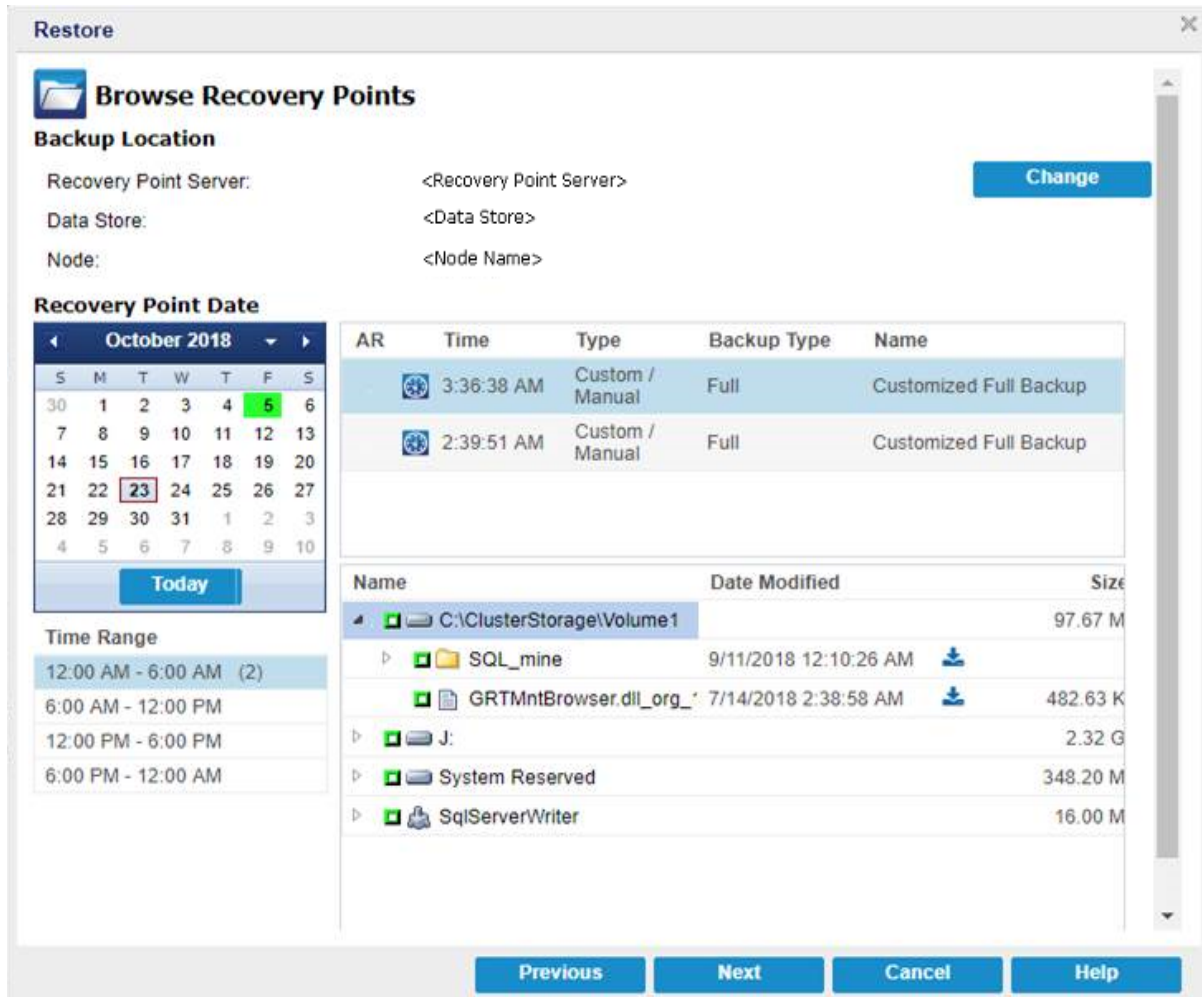 Restore
Browse Recovery Points
Backup Location
Recovery Point Server: <Recovery Point Server> Change
Data Store: <Data Store>
Node: <Node Name>
Recovery Point Date
October 2018
S M T W T F S
30 1 2 3 4 5 6
7 8 9 10 11 12 13
14 15 16 17 18 19 20
21 22 23 24 25 26 27
28 29 30 31 1 2 3
4 5 6 7 8 9 10
Today
Time Range
12:00 AM - 6:00 AM (2)
6:00 AM - 12:00 PM
12:00 PM - 6:00 PM
6:00 PM - 12:00 AM
AR Time Type Backup Type Name
3:36:38 AM Custom / Manual Full Customized Full Backup
2:39:51 AM Custom / Manual Full Customized Full Backup
Name Date Modified Size
C:\ClusterStorage\Volume1 97.67 M
SQL_mine 9/11/2018 12:10:26 AM
GRTMntBrowser.dll_org_ 7/14/2018 2:38:58 AM 482.63 K
J: 2.32 G
System Reserved 348.20 M
SqlServerWriter 16.00 M
Previous Next Cancel Help